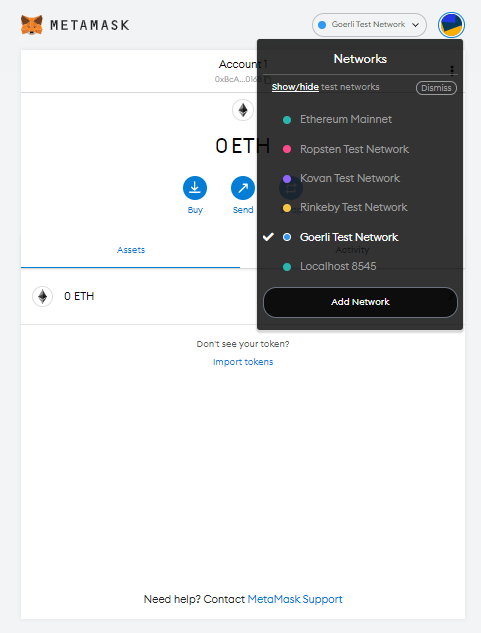 METAMASK
Goerli Test Network
Networks
Account 1
Show/hide test networks
Dismiss
Ethereum Mainnet
Ropsten Test Network
0 ETH
Kovan Test Network
Rinkeby Test Network
Buy
Send
Goerli Test Network
Assets
Activity
Localhost 8545
0 ETH
Add Network
Don't see your token?
Import tokens
Need help? Contact MetaMask Support